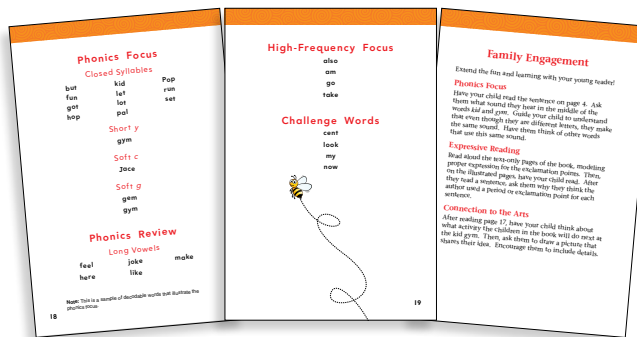 Phonics Focus
Closed Syllables
but kid Pop
fun let run
got lot set
hop pal
Short y
gym
Soft c
Jace
Soft g
gem
gym
Phonics Review
Long Vowels
feel joke make
here like
Note: This is a sample of decodable words that illustrate the
phonics focus.
18
High-Frequency Focus
also
am
go
take
Challenge Words
cent
look
my
now
19
Family Engagement
Extend the fun and learning with your young reader!
Phonics Focus
Have your child read the sentence on page 4. Ask
them what sound they hear in the middle of the
words kid and gym. Guide your child to understand
that even though they are different letters, they make
the same sound. Have them think of other words
that use this same sound.
Expressive Reading
Read aloud the text-only pages of the book, modeling
proper expression for the exclamation points. Then,
on the illustrated pages, have your child read. After
they read a sentence, ask them why they think the
author used a period or exclamation point for each
sentence.
Connection to the Arts
After reading page 17, have your child think about
what activity the children in the book will do next at
the kid gym. Then, ask them to draw a picture that
shares their idea. Encourage them to include details.